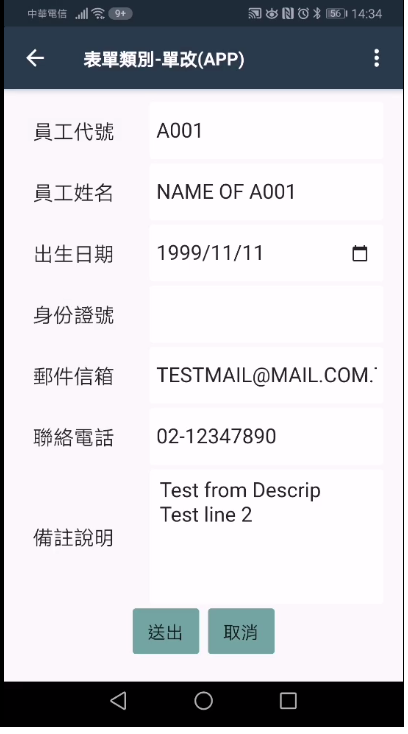 中華電信 9+ 56 14:34
表單類別-單改(APP)
員工代號 A001
員工姓名 NAME OF A001
出生日期 1999/11/11
身份證號
郵件信箱 TESTMAIL@MAIL.COM.
聯絡電話 02-12347890
備註說明
Test from Descrip
Test line 2
送出 取消